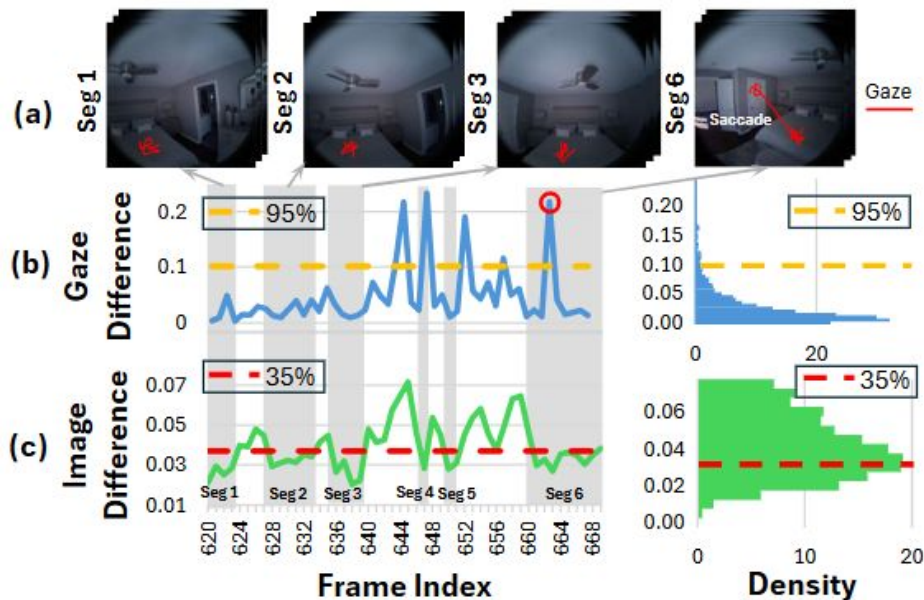 (a)
Seg 1
Seg 2
Seg 3
Seg 6
Saccade
Gaze
(b)
Gaze
Difference
0.2
0.1
0
95%
0.20
0.15
0.10
0.05
0.00
95%
0
20
(c)
Image
Difference
0.07
0.05
0.03
0.01
35%
Seg 1
Seg 2
Seg 3
Seg 4
Seg 5
Seg 6
620
624
628
632
636
640
644
648
652
656
660
664
668
Frame Index
0.06
0.04
0.02
0.00
35%
0
10
20
Density